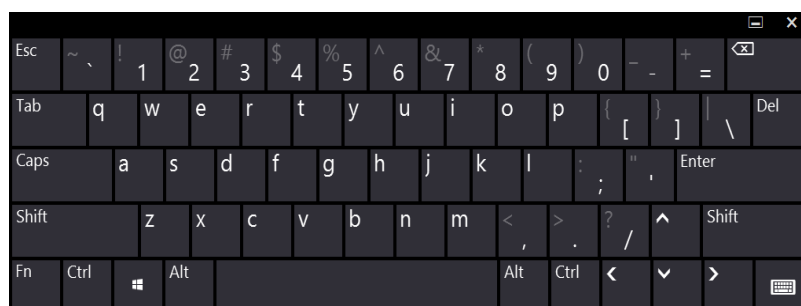 Esc ~ ` ! 1 @ 2 # 3 $ 4 % 5 ^ 6 & 7 * 8 ( 9 ) 0 _ - + =
Tab q w e r t y u i o p { [ } ] | \ Del
Caps a s d f g h j k l : ; " ' Enter
Shift z x c v b n m < , > . ? / Shift
Fn Ctrl Alt Alt Ctrl